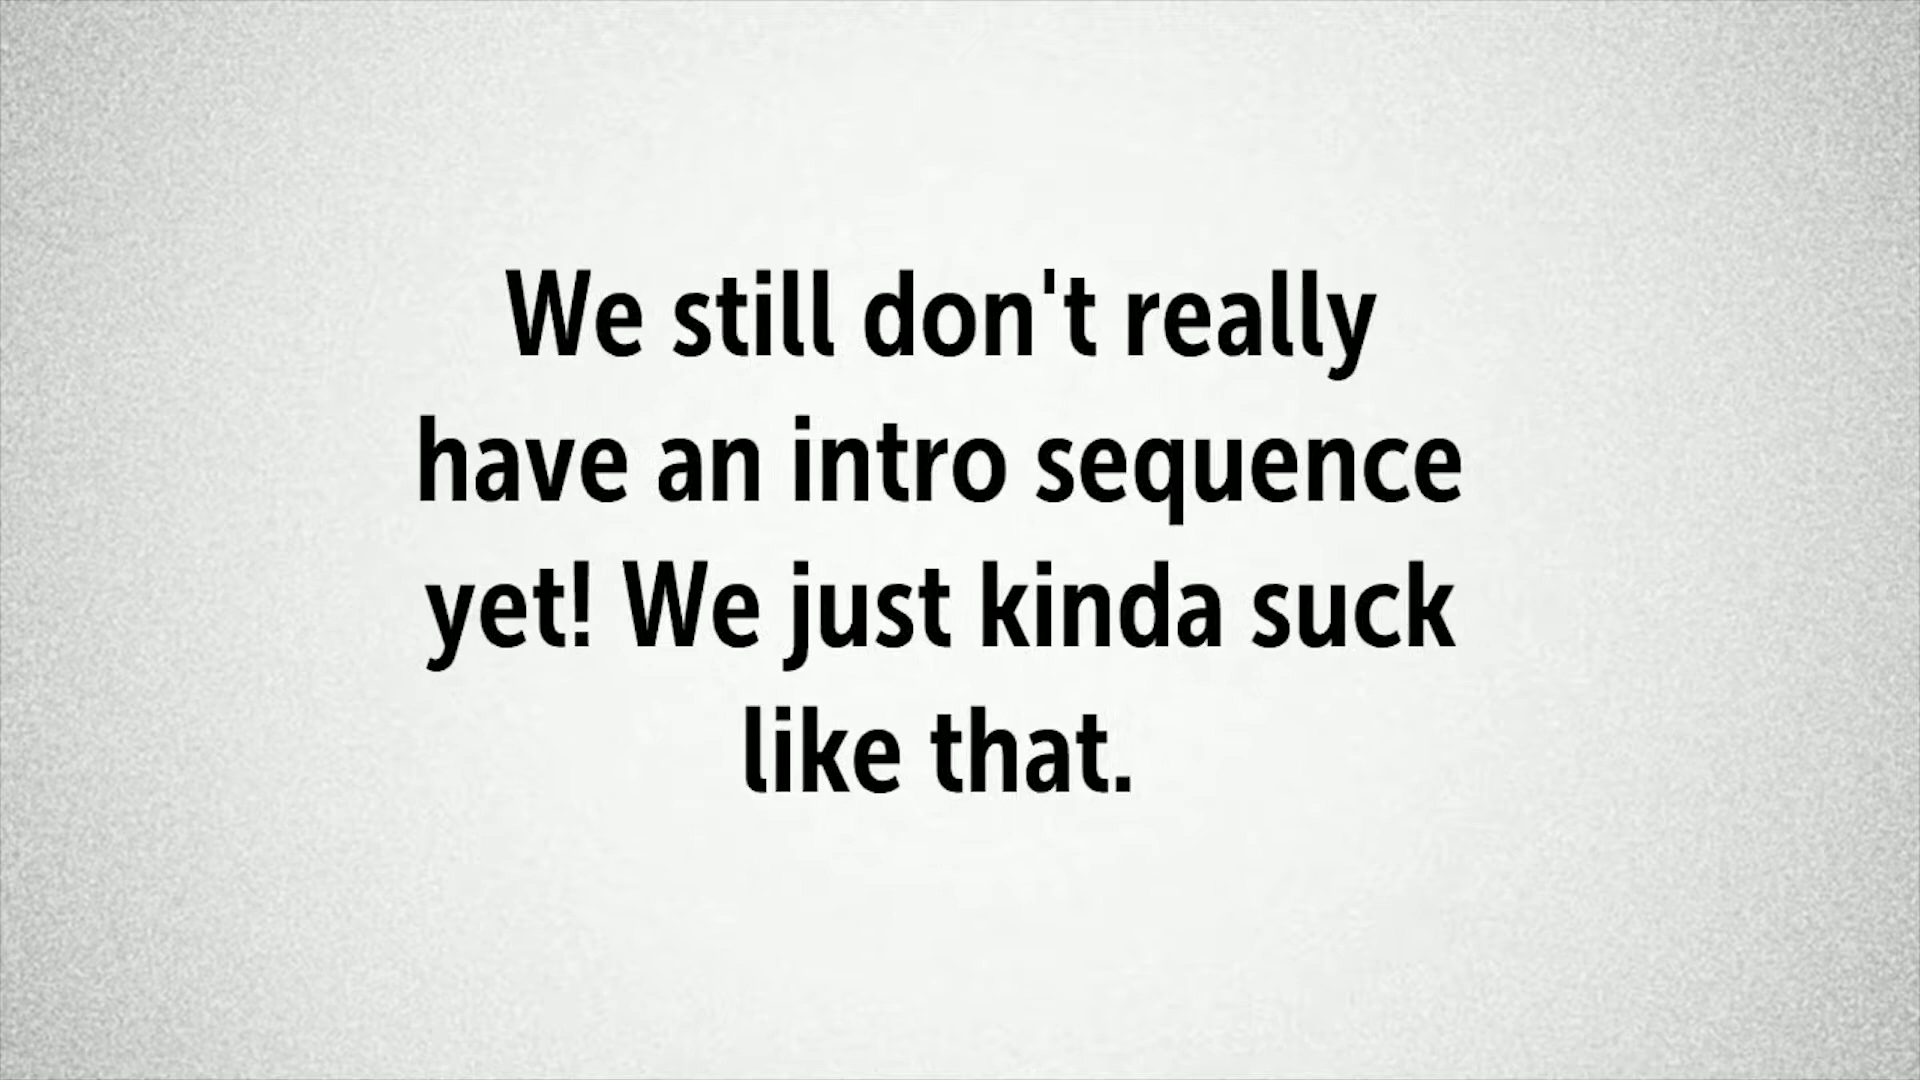 We still don't really
have an intro sequence
yet! We just kinda suck
like that.